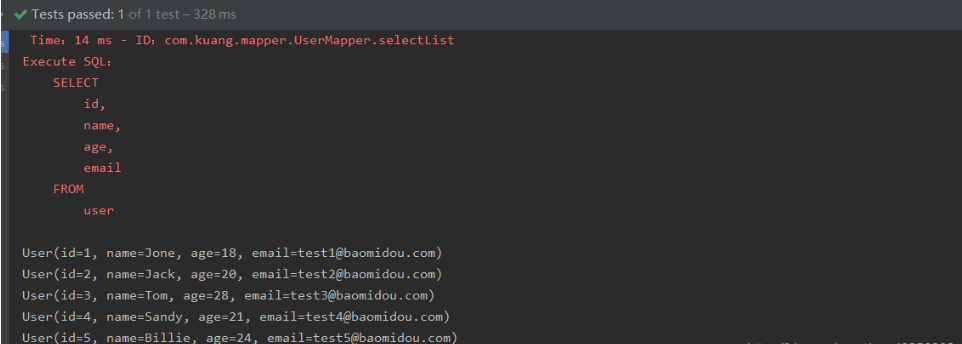 Tests passed: 1 of 1 test – 328 ms
Time：14 ms - ID：com.kuang.mapper.UserMapper.selectList
Execute SQL：
SELECT
id,
name,
age,
email
FROM
user
User(id=1, name=Jone, age=18, email=test1@baomidou.com)
User(id=2, name=Jack, age=20, email=test2@baomidou.com)
User(id=3, name=Tom, age=28, email=test3@baomidou.com)
User(id=4, name=Sandy, age=21, email=test4@baomidou.com)
User(id=5, name=Billie, age=24, email=test5@baomidou.com)